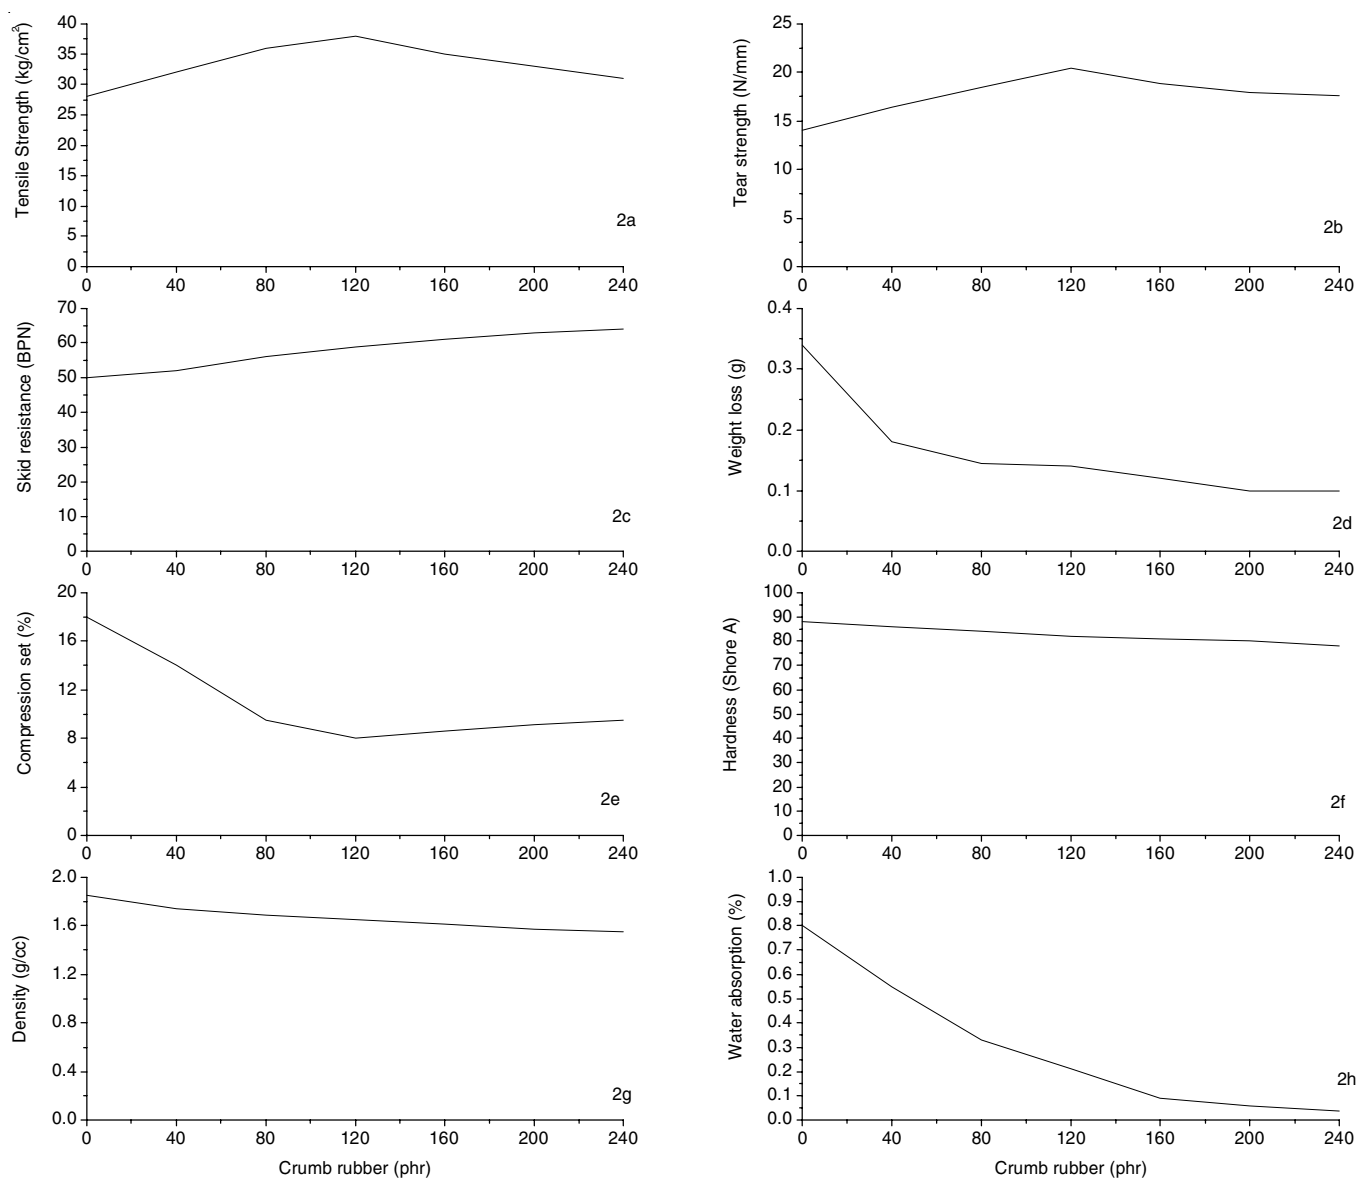 40
35
30
25
20
15
10
5
0
Tensile Strength (kg/cm²)
2a
0 40 80 120 160 200 240
25
20
15
10
5
0
Tear strength (N/mm)
2b
0 40 80 120 160 200 240
70
60
50
40
30
20
10
0
Skid resistance (BPN)
2c
0 40 80 120 160 200 240
0.4
0.3
0.2
0.1
0.0
Weight loss (g)
2d
0 40 80 120 160 200 240
20
16
12
8
4
0
Compression set (%)
2e
0 40 80 120 160 200 240
100
90
80
70
60
50
40
30
20
10
0
Hardness (Shore A)
2f
0 40 80 120 160 200 240
2.0
1.6
1.2
0.8
0.4
0.0
Density (g/cc)
2g
0 40 80 120 160 200 240
Crumb rubber (phr)
1.0
0.9
0.8
0.7
0.6
0.5
0.4
0.3
0.2
0.1
0.0
Water absorption (%)
2h
0 40 80 120 160 200 240
Crumb rubber (phr)